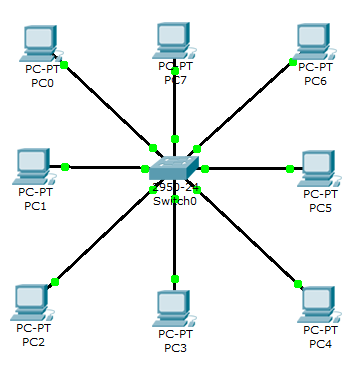 PC-PT
PC0
PC-PT
PC7
PC-PT
PC6
PC-PT
PC1
2950-24
Switch0
PC-PT
PC5
PC-PT
PC2
PC-PT
PC3
PC-PT
PC4